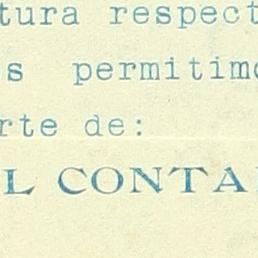 tura respect
s permitimo
rte de:
L CONTA